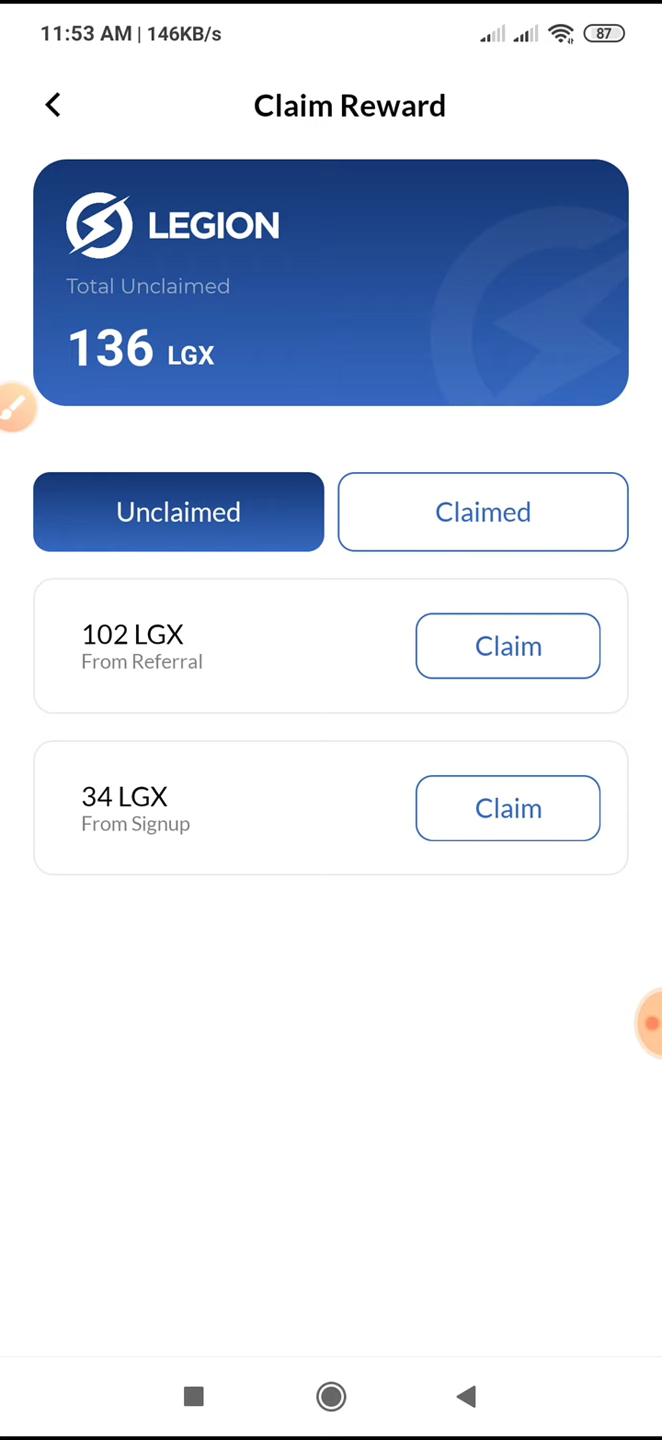 11:53 AM | 146KB/s
87
Claim Reward
LEGION
Total Unclaimed
136 LGX
Unclaimed
Claimed
102 LGX
From Referral
Claim
34 LGX
From Signup
Claim